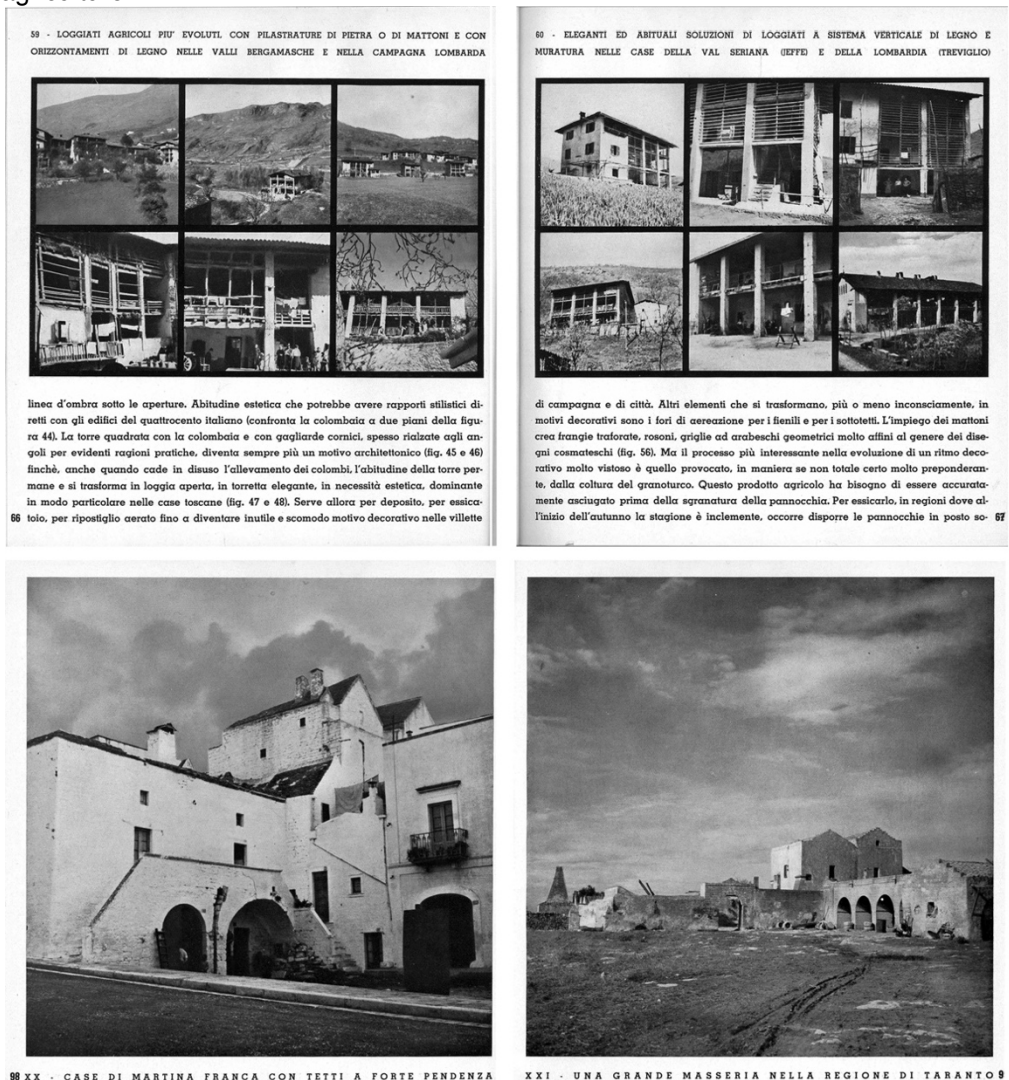 59 - LOGGIATI AGRICOLI PIU' EVOLUTI, CON PILASTRATURE DI PIETRA O DI MATTONI E CON
ORIZZONTAMENTI DI LEGNO NELLE VALLI BERGAMASCHE E NELLA CAMPAGNA LOMBARDA
linea d'ombra sotto le aperture. Abitudine estetica che potrebbe avere rapporti stilistici di-
retti con gli edifici del quattrocento italiano (confronta la colombaia a due piani della figu-
ra 44). La torre quadrata con la colombaia e con gagliarde cornici, spesso rialzate agli an-
goli per evidenti ragioni pratiche, diventa sempre più un motivo architettonico (fig. 45 e 46)
finchè, anche quando cade in disuso l'allevamento dei colombi, l'abitudine della torre per-
mane e si trasforma in loggia aperta, in torretta elegante, in necessità estetica, dominante
in modo particolare nelle case toscane (fig. 47 e 48). Serve allora per deposito, per essica-
66 toio, per ripostiglio aerato fino a diventare inutile e scomodo motivo decorativo nelle villette
60 - ELEGANTI ED ABITUALI SOLUZIONI DI LOGGIATI A SISTEMA VERTICALE DI LEGNO E
MURATURA NELLE CASE DELLA VAL SERIANA (JEFFE) E DELLA LOMBARDIA (TREVIGLIO)
di campagna e di città. Altri elementi che si trasformano, più o meno inconsciamente, in
motivi decorativi sono i fori di aereazione per i fienili e per i sottotetti. L'impiego dei mattoni
crea frangie traforate, rosoni, griglie ad arabeschi geometrici molto affini al genere dei dise-
gni cosmateschi (fig. 56). Ma il processo più interessante nella evoluzione di un ritmo deco-
rativo molto vistoso è quello provocato, in maniera se non totale certo molto preponderan-
te, dalla coltura del granoturco. Questo prodotto agricolo ha bisogno di essere accurata-
mente asciugato prima della sgranatura della pannocchia. Per essicarlo, in regioni dove al-
l'inizio dell'autunno la stagione è inclemente, occorre disporre le pannocchie in posto so- 67
98 XX - CASE DI MARTINA FRANCA CON TETTI A FORTE PENDENZA
XXI - UNA GRANDE MASSERIA NELLA REGIONE DI TARANTO 9